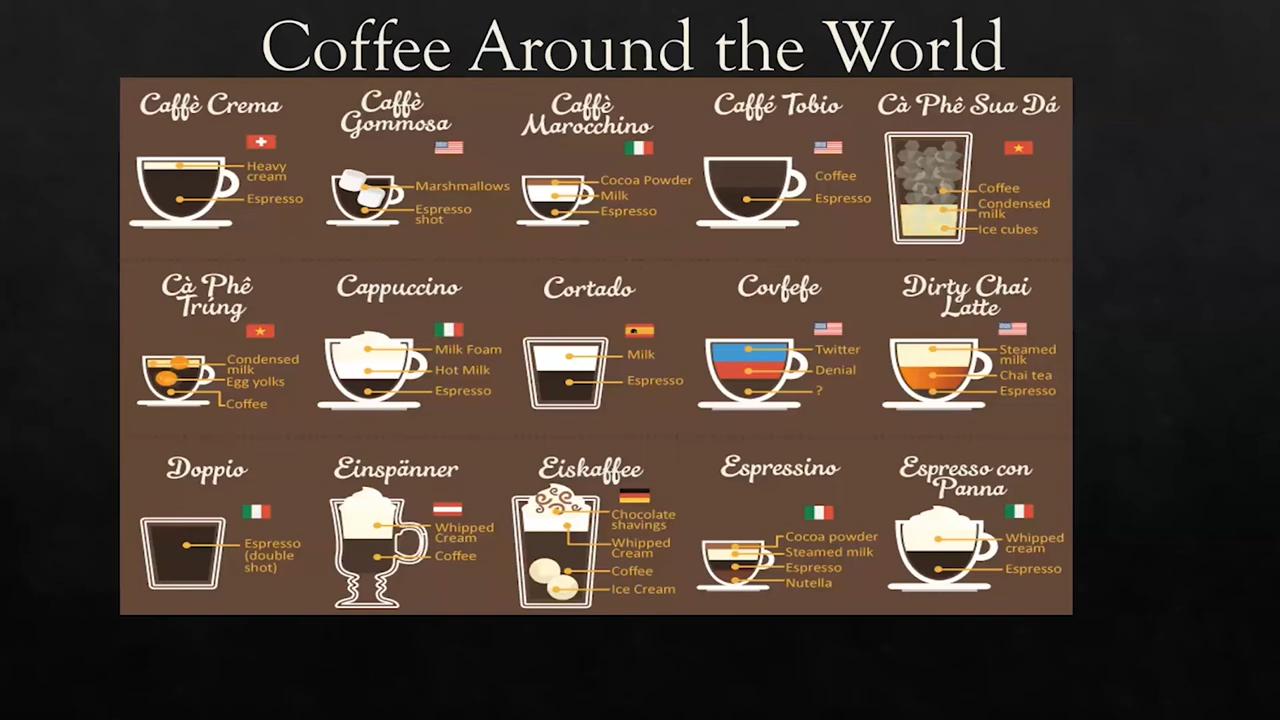 Coffee Around the World
Caffè Crema
Heavy
cream
Espresso
Caffè
Gommosa
Marshmallows
Espresso
shot
Caffè
Marocchino
Cocoa Powder
Milk
Espresso
Caffé Tobio
Coffee
Espresso
Cà Phê Sua Dá
Coffee
Condensed
milk
Ice cubes
Cà Phê
Trúng
Condensed
milk
Egg yolks
Coffee
Cappuccino
Milk Foam
Hot Milk
Espresso
Cortado
Milk
Espresso
Covfefe
Twitter
Denial
?
Dirty Chai
Latte
Steamed
milk
Chai tea
Espresso
Doppio
Espresso
(double
shot)
Einspänner
Whipped
Cream
Coffee
Eiskaffee
Chocolate
shavings
Whipped
Cream
Coffee
Ice Cream
Espressino
Cocoa powder
Steamed milk
Espresso
Nutella
Espresso con
Panna
Whipped
cream
Espresso